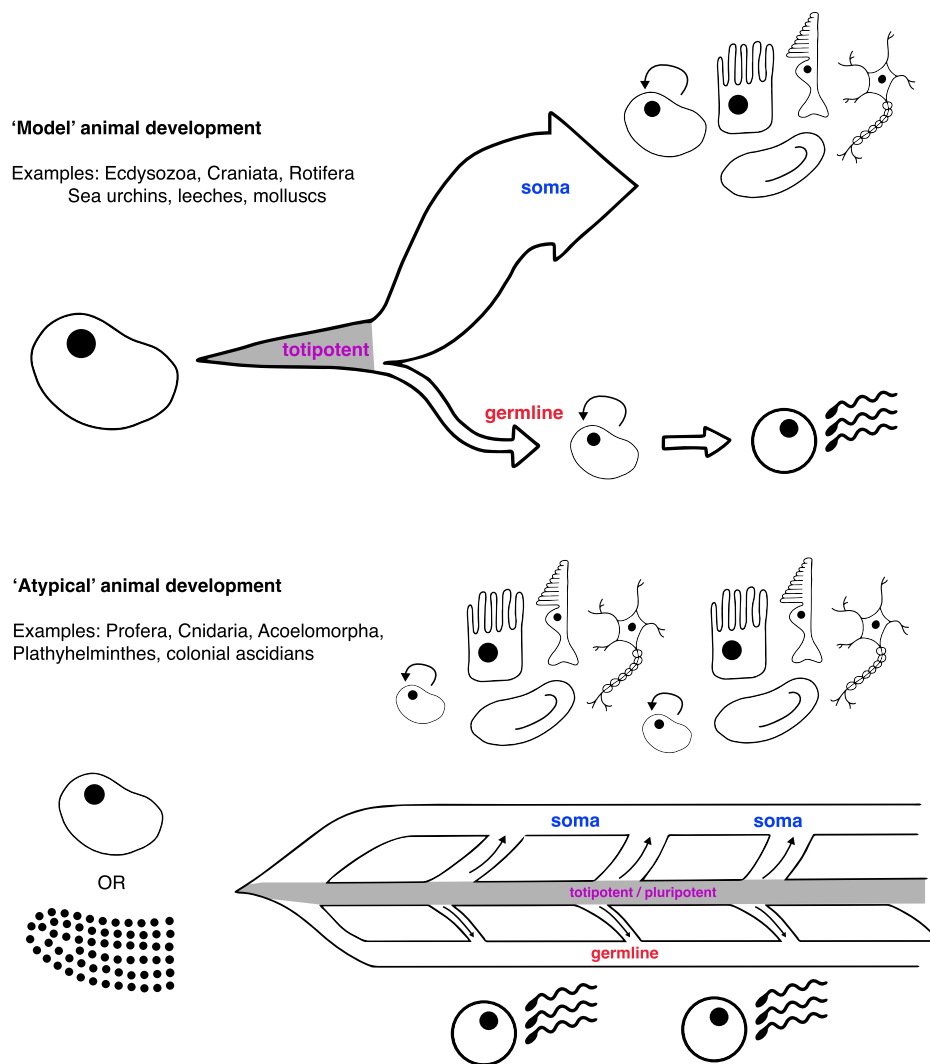 ‘Model’ animal development
Examples: Ecdysozoa, Craniata, Rotifera
Sea urchins, leeches, molluscs
soma
totipotent
germline
‘Atypical’ animal development
Examples: Profera, Cnidaria, Acoelomorpha,
Plathyhelminthes, colonial ascidians
OR
soma
soma
totipotent / pluripotent
germline